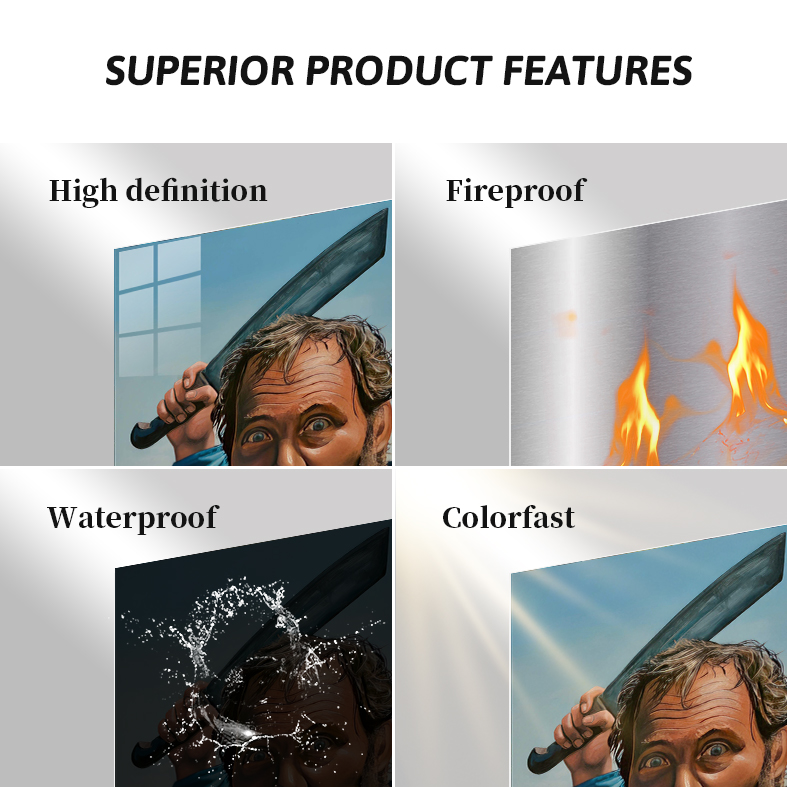 SUPERIOR PRODUCT FEATURES
High definition
Fireproof
Waterproof
Colorfast